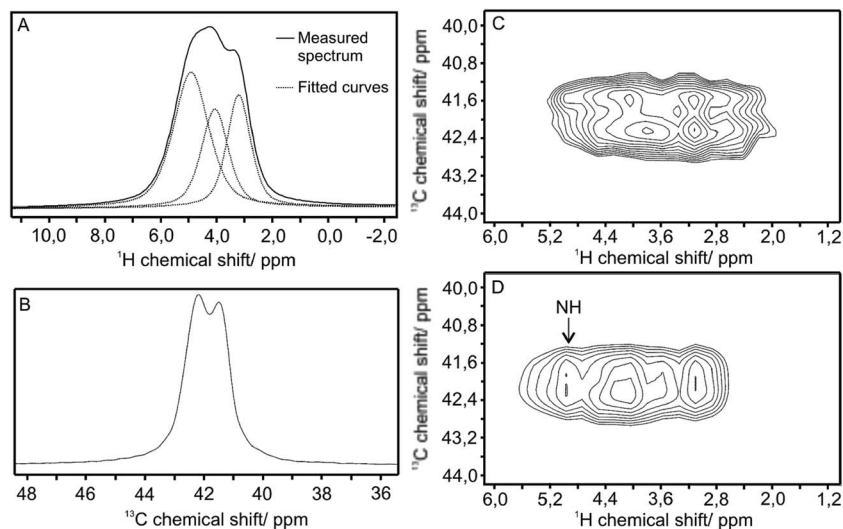 A
Measured
spectrum
Fitted curves
10,0 8,0 6,0 4,0 2,0 0,0 -2,0
¹H chemical shift/ ppm
B
48 46 44 42 40 38 36
¹³C chemical shift/ ppm
C
40,0
40,8
41,6
42,4
43,2
44,0
¹³C chemical shift/ ppm
6,0 5,2 4,4 3,6 2,8 2,0 1,2
¹H chemical shift/ ppm
D
NH
40,0
40,8
41,6
42,4
43,2
44,0
¹³C chemical shift/ ppm
6,0 5,2 4,4 3,6 2,8 2,0 1,2
¹H chemical shift/ ppm